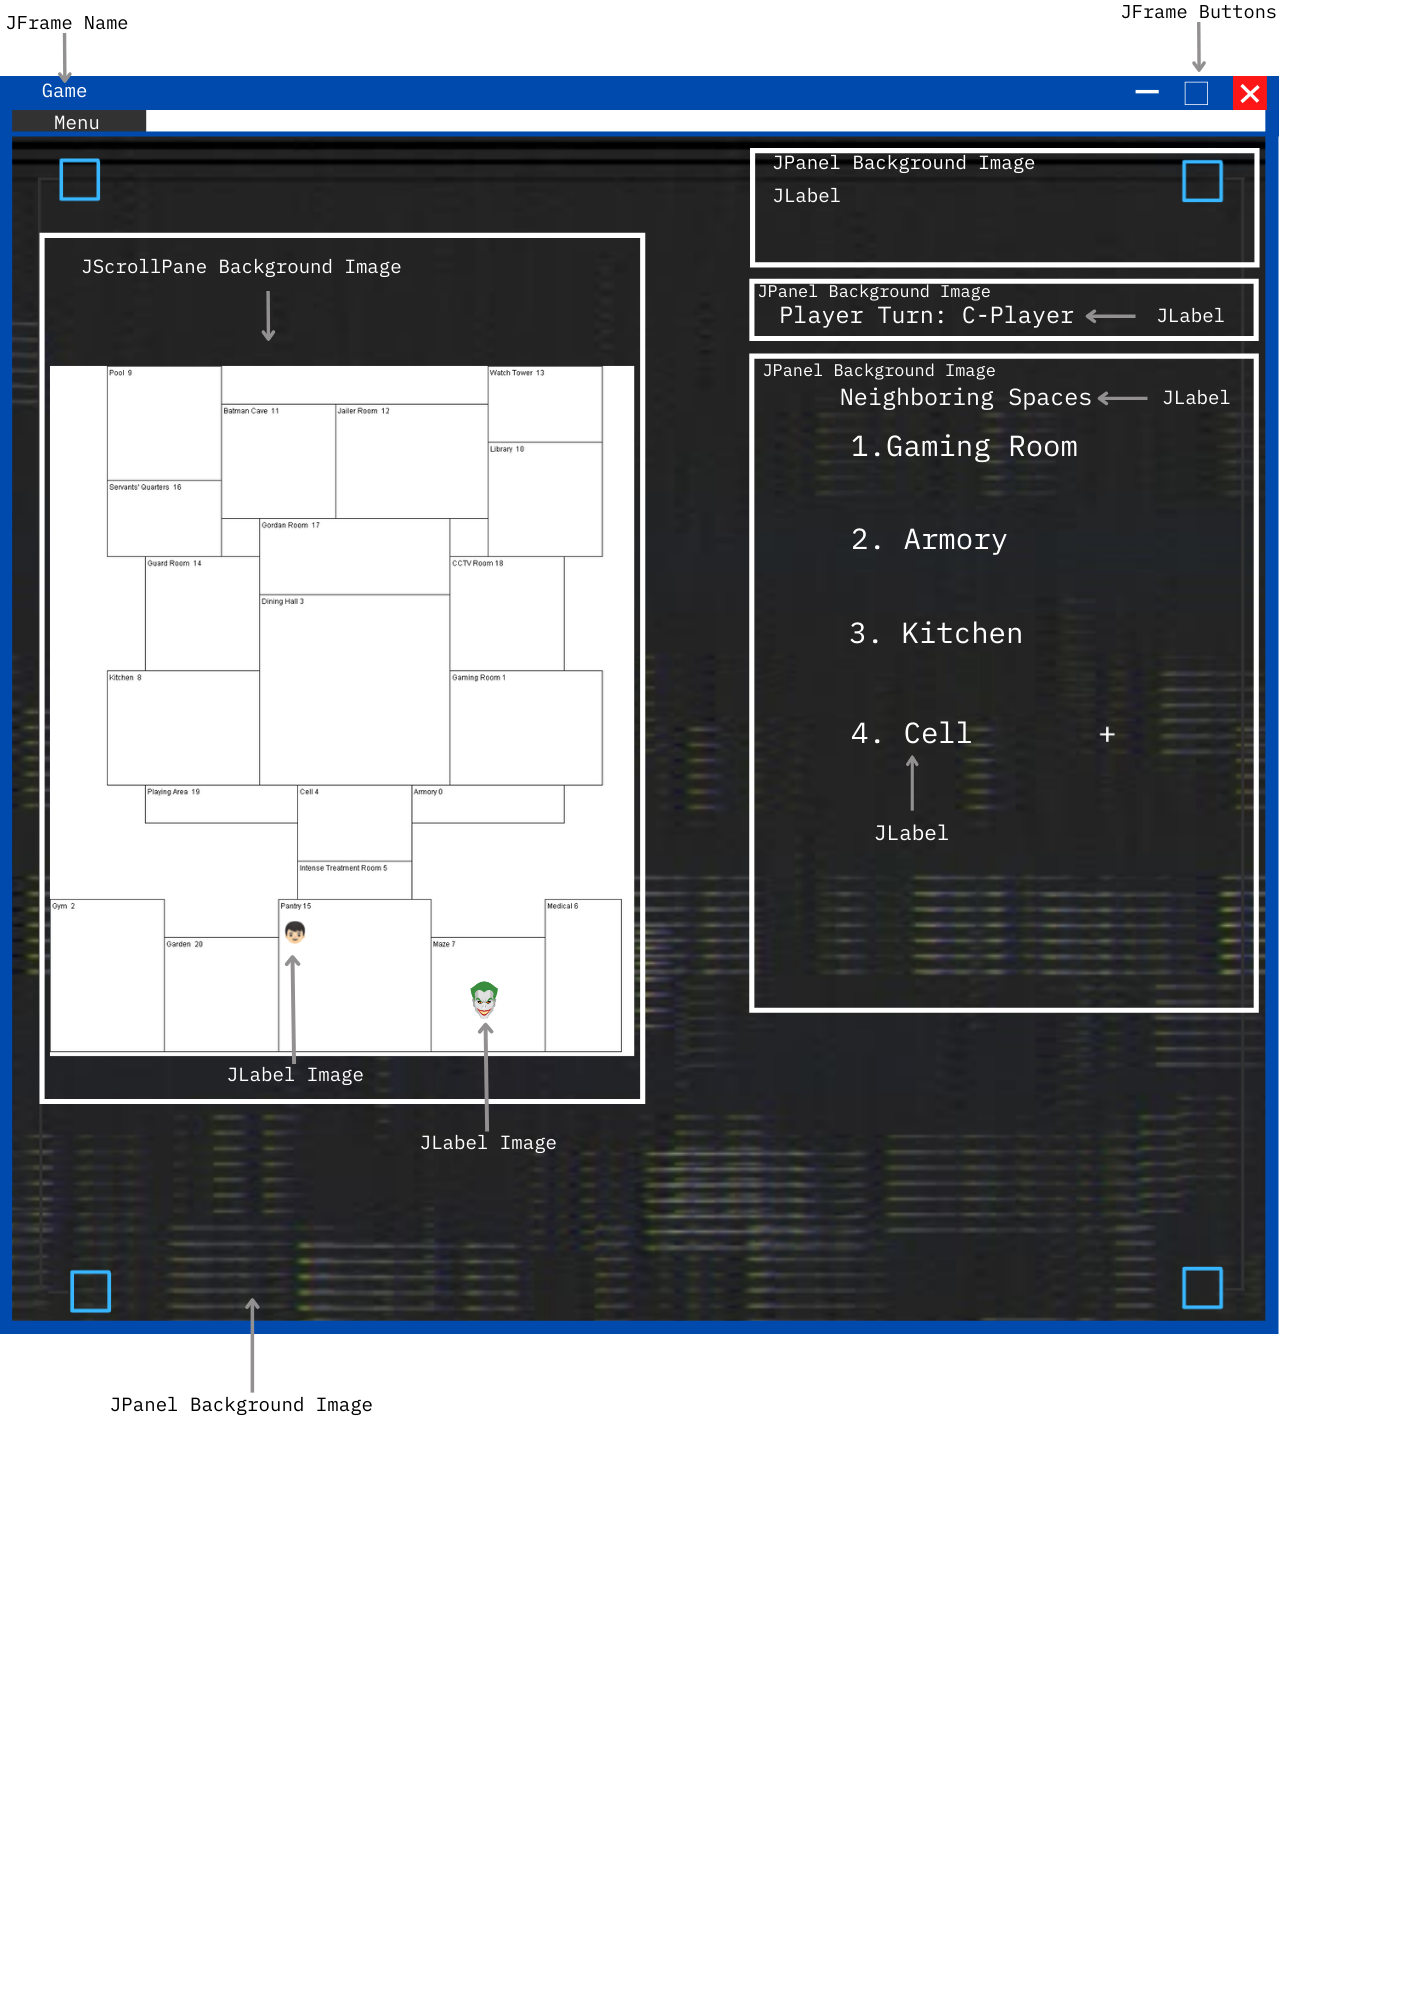 JFrame Name
JFrame Buttons
Game
Menu
JPanel Background Image
JLabel
JScrollPane Background Image
JPanel Background Image
Player Turn: C-Player
JLabel
JPanel Background Image
Neighboring Spaces
JLabel
1.Gaming Room
2. Armory
3. Kitchen
4. Cell +
JLabel
Pool 9
Watch Tower 13
Batman Cave 11
Jailer Room 12
Library 10
Servants' Quarters 16
Gordan Room 17
Guard Room 14
CCTV Room 18
Dining Hall 3
Kitchen 8
Gaming Room 1
Playing Area 19
Cell 4
Armory 0
Intense Treatment Room 5
Gym 2
Pantry 15
Medical 6
Garden 20
Maze 7
JLabel Image
JLabel Image
JPanel Background Image